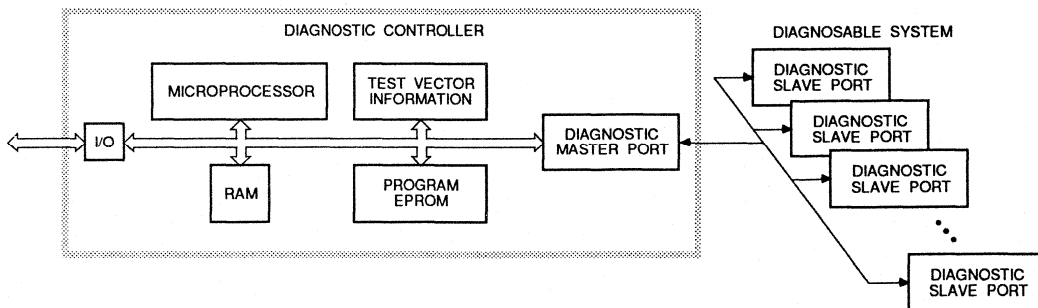 DIAGNOSTIC CONTROLLER
DIAGNOSABLE SYSTEM
MICROPROCESSOR
TEST VECTOR
INFORMATION
I/O
RAM
PROGRAM
EPROM
DIAGNOSTIC
MASTER PORT
DIAGNOSTIC
SLAVE PORT
DIAGNOSTIC
SLAVE PORT
DIAGNOSTIC
SLAVE PORT
DIAGNOSTIC
SLAVE PORT